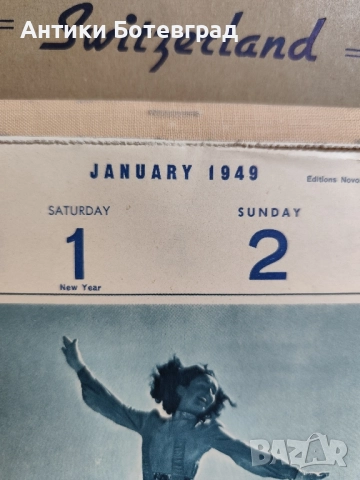 Антики Ботевград
Switzerland
JANUARY 1949
Editions Novo
SATURDAY
SUNDAY
1
2
New Year
BAZAR